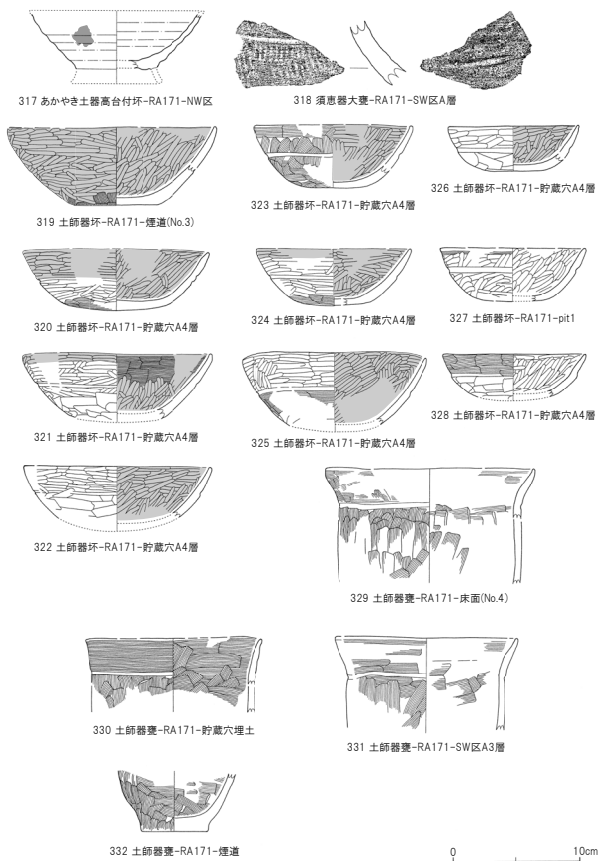 317 あかやき土器高台付坏-RA171-NW区
318 須恵器大甕-RA171-SW区A層
319 土師器坏-RA171-煙道(No.3)
323 土師器坏-RA171-貯蔵穴A4層
326 土師器坏-RA171-貯蔵穴A4層
320 土師器坏-RA171-貯蔵穴A4層
324 土師器坏-RA171-貯蔵穴A4層
327 土師器坏-RA171-pit1
321 土師器坏-RA171-貯蔵穴A4層
325 土師器坏-RA171-貯蔵穴A4層
328 土師器坏-RA171-貯蔵穴A4層
322 土師器坏-RA171-貯蔵穴A4層
329 土師器甕-RA171-床面(No.4)
330 土師器甕-RA171-貯蔵穴埋土
331 土師器甕-RA171-SW区A3層
332 土師器甕-RA171-煙道
0 10cm